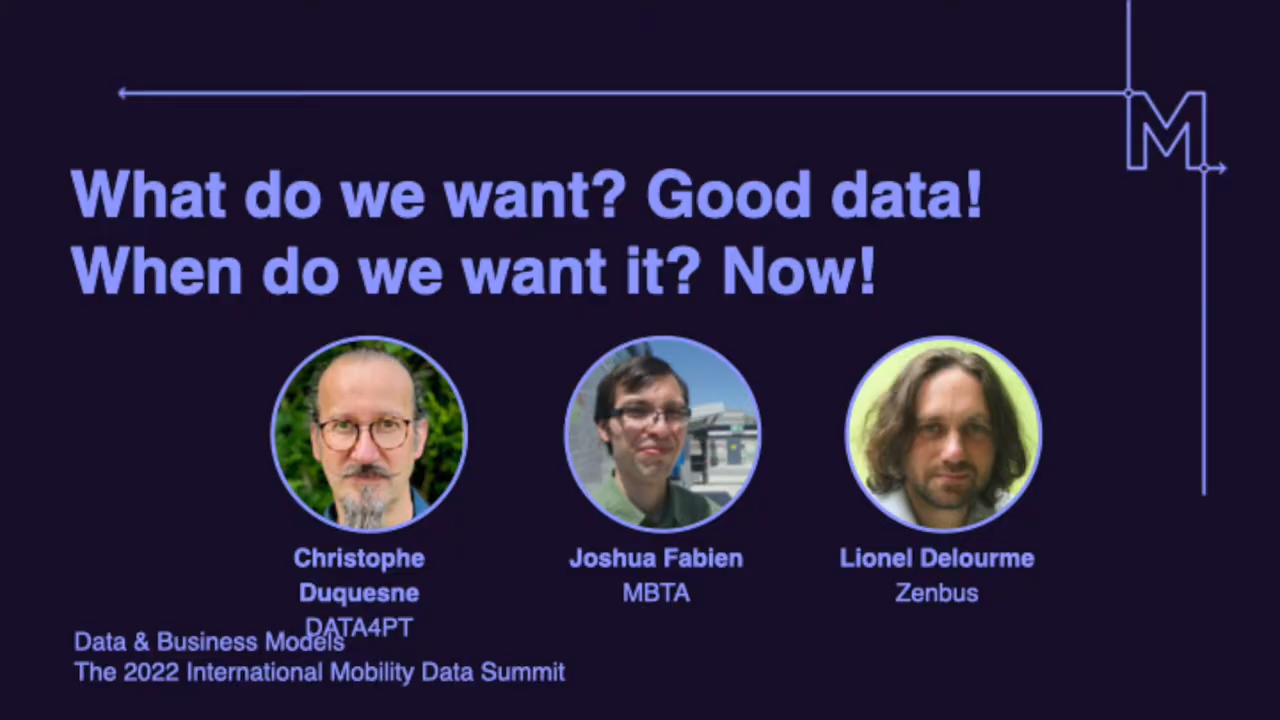 M
What do we want? Good data!
When do we want it? Now!
Christophe
Duquesne
DATA4PT
Joshua Fabien
MBTA
Lionel Delourme
Zenbus
Data & Business Models
The 2022 International Mobility Data Summit